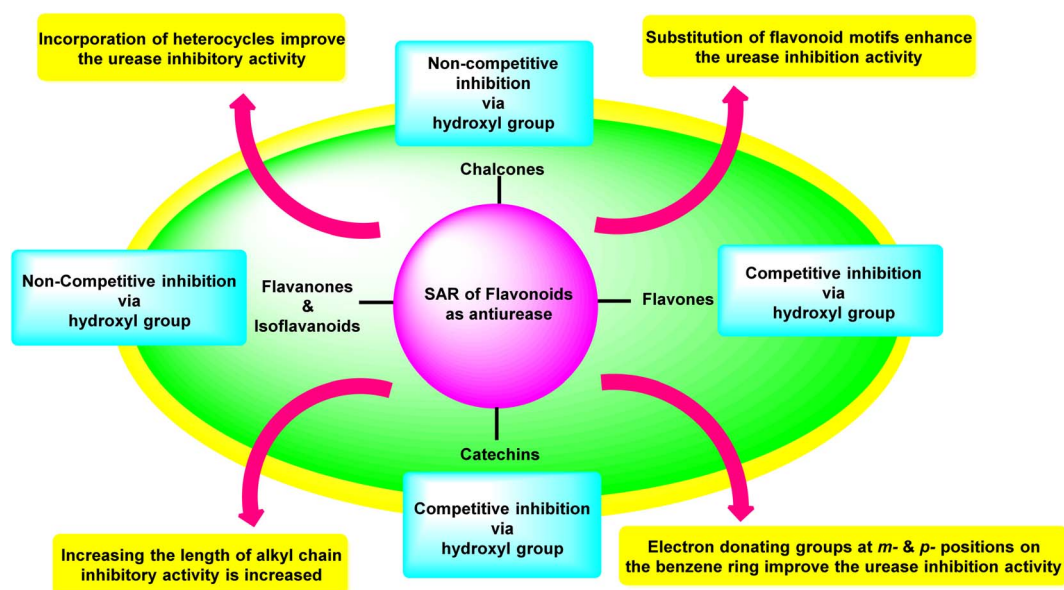 Incorporation of heterocycles improve
the urease inhibitory activity
Non-competitive
inhibition
via
hydroxyl group
Substitution of flavonoid motifs enhance
the urease inhibition activity
Chalcones
Non-Competitive inhibition
via
hydroxyl group
Flavanones
&
Isoflavanoids
SAR of Flavonoids
as antiurease
Flavones
Competitive inhibition
via
hydroxyl group
Catechins
Competitive inhibition
via
hydroxyl group
Increasing the length of alkyl chain
inhibitory activity is increased
Electron donating groups at m- & p- positions on
the benzene ring improve the urease inhibition activity